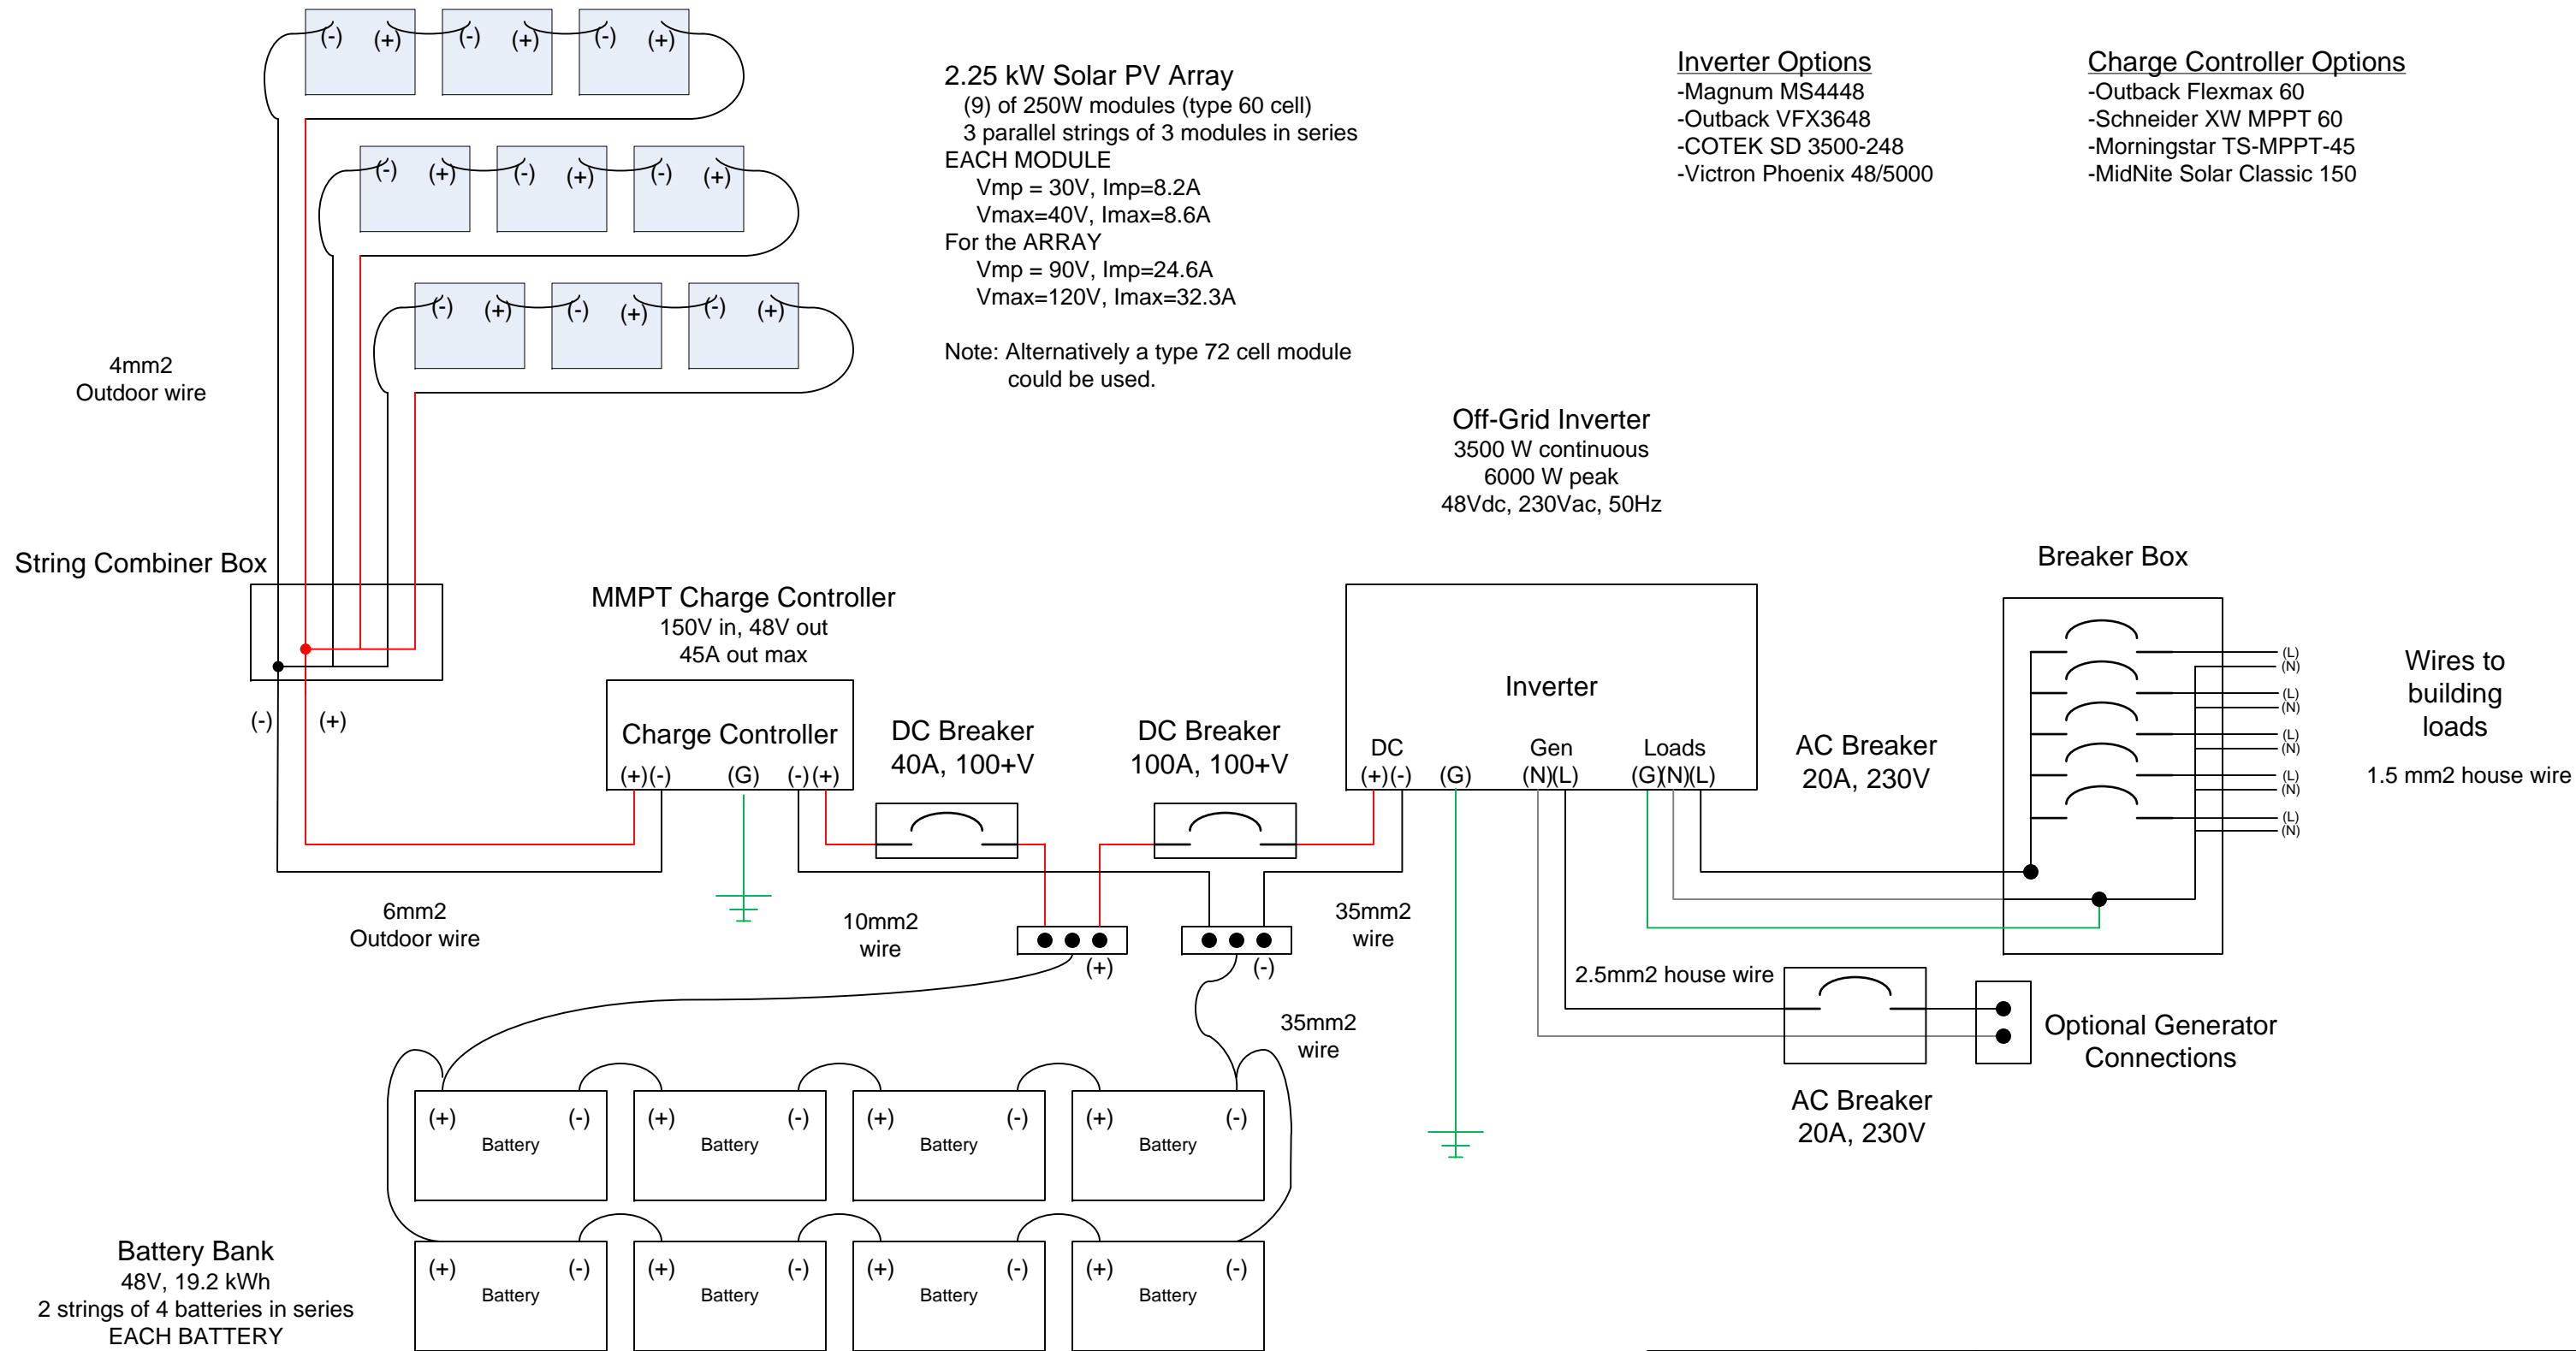 (-) (+) (-) (+) (-) (+)
(-) (+) (-) (+) (-) (+)
(-) (+) (-) (+) (-) (+)
4mm2
Outdoor wire
2.25 kW Solar PV Array
(9) of 250W modules (type 60 cell)
3 parallel strings of 3 modules in series
EACH MODULE
Vmp = 30V, Imp=8.2A
Vmax=40V, Imax=8.6A
For the ARRAY
Vmp = 90V, Imp=24.6A
Vmax=120V, Imax=32.3A
Note: Alternatively a type 72 cell module
could be used.
Inverter Options
-Magnum MS4448
-Outback VFX3648
-COTEK SD 3500-248
-Victron Phoenix 48/5000
Charge Controller Options
-Outback Flexmax 60
-Schneider XW MPPT 60
-Morningstar TS-MPPT-45
-MidNite Solar Classic 150
Off-Grid Inverter
3500 W continuous
6000 W peak
48Vdc, 230Vac, 50Hz
String Combiner Box
(-) (+)
MMPT Charge Controller
150V in, 48V out
45A out max
Charge Controller
(+)(-) (G) (-)(+)
DC Breaker
40A, 100+V
DC Breaker
100A, 100+V
Inverter
DC Gen Loads
(+)(-) (G) (N)(L) (G)(N)(L)
AC Breaker
20A, 230V
Breaker Box
(L)
(N)
(L)
(N)
(L)
(N)
(L)
(N)
(L)
(N)
Wires to
building
loads
1.5 mm2 house wire
6mm2
Outdoor wire
10mm2
wire
(+) (-)
35mm2
wire
2.5mm2 house wire
Optional Generator
Connections
AC Breaker
20A, 230V
35mm2
wire
(+) (-) (+) (-) (+) (-) (+) (-)
Battery Battery Battery Battery
(+) (-) (+) (-) (+) (-) (+) (-)
Battery Battery Battery Battery
Battery Bank
48V, 19.2 kWh
2 strings of 4 batteries in series
EACH BATTERY